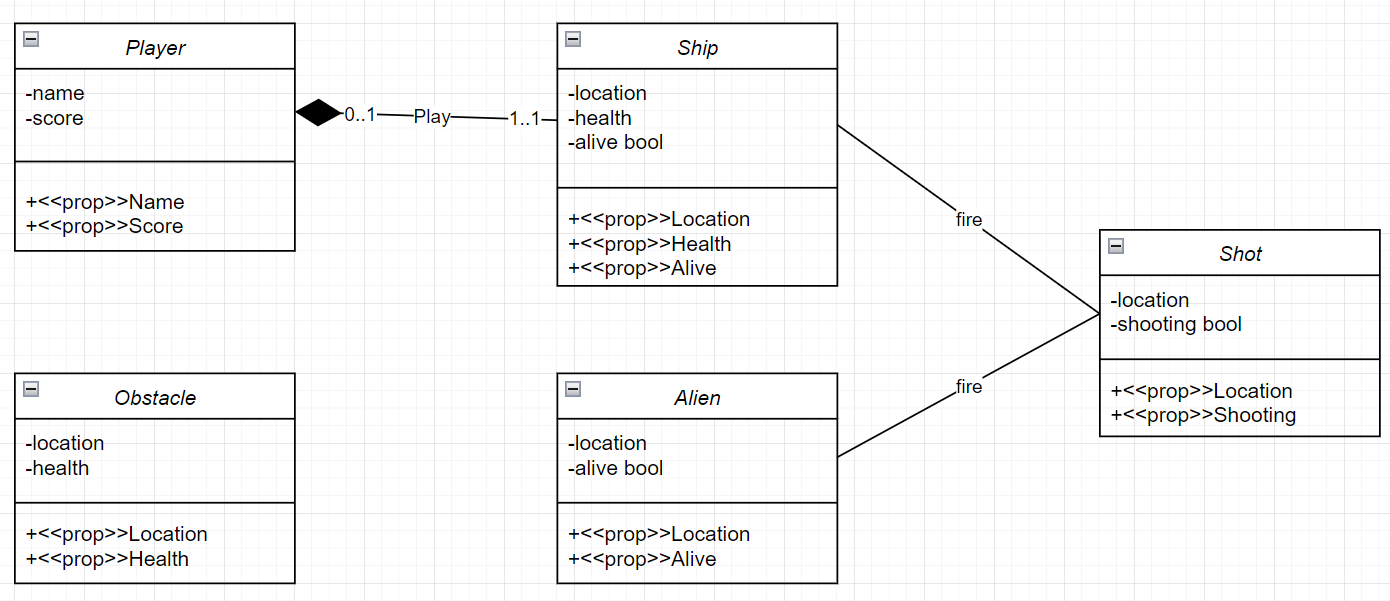 Player
-name
-score
+<<prop>>Name
+<<prop>>Score
0..1
Play
1..1
Ship
-location
-health
-alive bool
+<<prop>>Location
+<<prop>>Health
+<<prop>>Alive
fire
fire
Shot
-location
-shooting bool
+<<prop>>Location
+<<prop>>Shooting
Obstacle
-location
-health
+<<prop>>Location
+<<prop>>Health
Alien
-location
-alive bool
+<<prop>>Location
+<<prop>>Alive